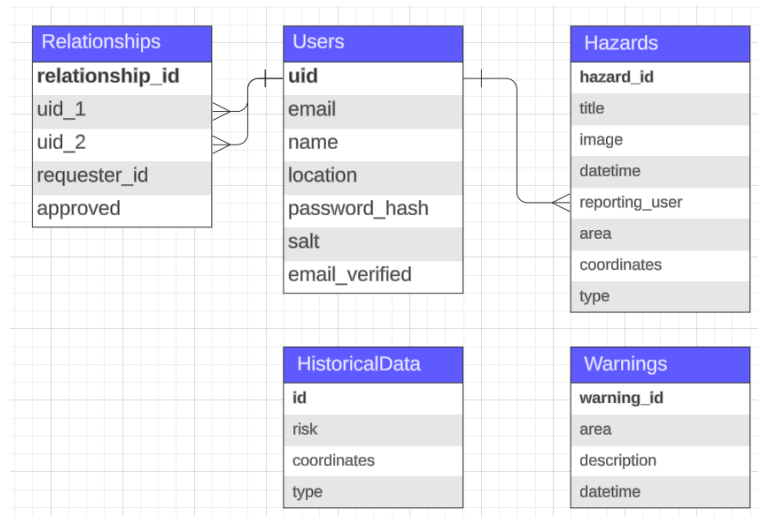 Relationships
relationship_id
uid_1
uid_2
requester_id
approved
Users
uid
email
name
location
password_hash
salt
email_verified
Hazards
hazard_id
title
image
datetime
reporting_user
area
coordinates
type
HistoricalData
id
risk
coordinates
type
Warnings
warning_id
area
description
datetime